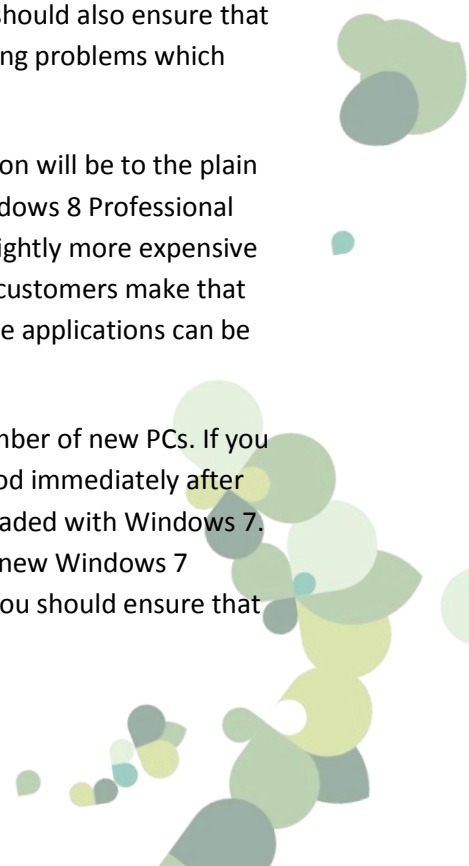 should also ensure that
ng problems which
on will be to the plain
dows 8 Professional
ightly more expensive
customers make that
e applications can be
nber of new PCs. If you
od immediately after
aded with Windows 7.
new Windows 7
ou should ensure that